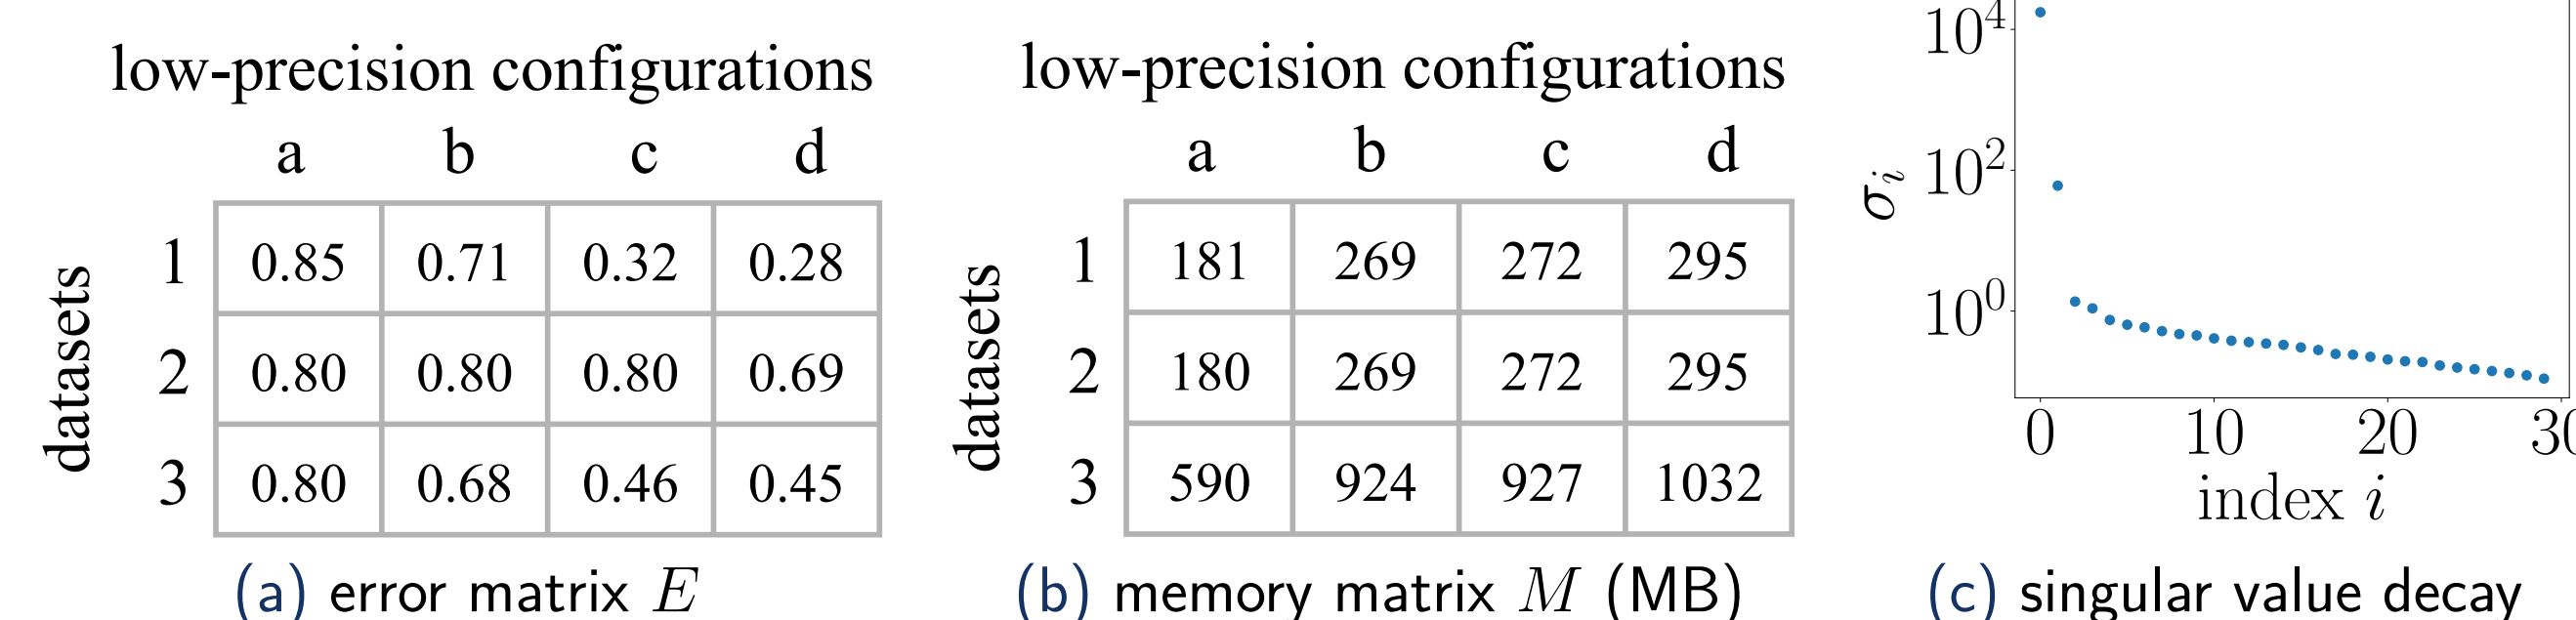 low-precision configurations
a b c d
datasets
1 0.85 0.71 0.32 0.28
2 0.80 0.80 0.80 0.69
3 0.80 0.68 0.46 0.45
(a) error matrix E
low-precision configurations
a b c d
datasets
1 181 269 272 295
2 180 269 272 295
3 590 924 927 1032
(b) memory matrix M (MB)
σi
10^4
10^2
10^0
0 10 20 30
index i
(c) singular value decay